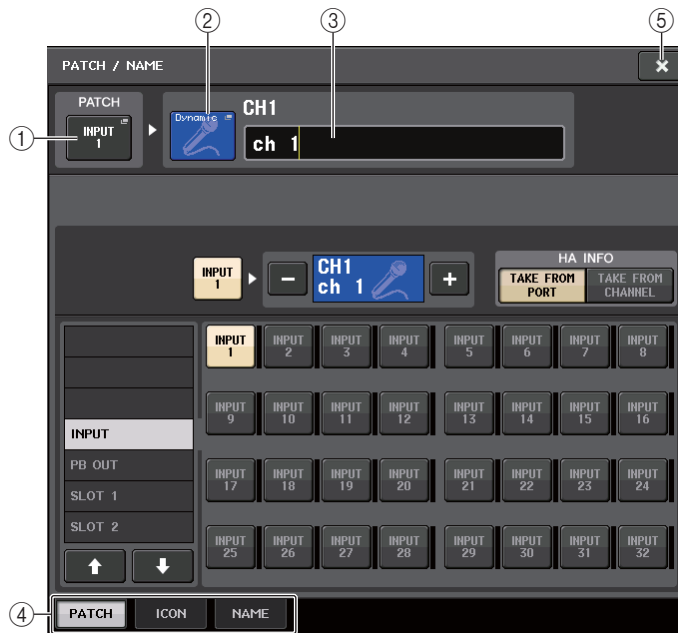 ② ③ ⑤
PATCH / NAME ×
PATCH
① INPUT 1
Dynamic
CH1
ch 1
INPUT 1
−
CH1
ch 1
+
HA INFO
TAKE FROM PORT
TAKE FROM CHANNEL
INPUT 1 INPUT 2 INPUT 3 INPUT 4 INPUT 5 INPUT 6 INPUT 7 INPUT 8
INPUT 9 INPUT 10 INPUT 11 INPUT 12 INPUT 13 INPUT 14 INPUT 15 INPUT 16
INPUT
PB OUT
SLOT 1
SLOT 2
INPUT 17 INPUT 18 INPUT 19 INPUT 20 INPUT 21 INPUT 22 INPUT 23 INPUT 24
INPUT 25 INPUT 26 INPUT 27 INPUT 28 INPUT 29 INPUT 30 INPUT 31 INPUT 32
④ PATCH ICON NAME